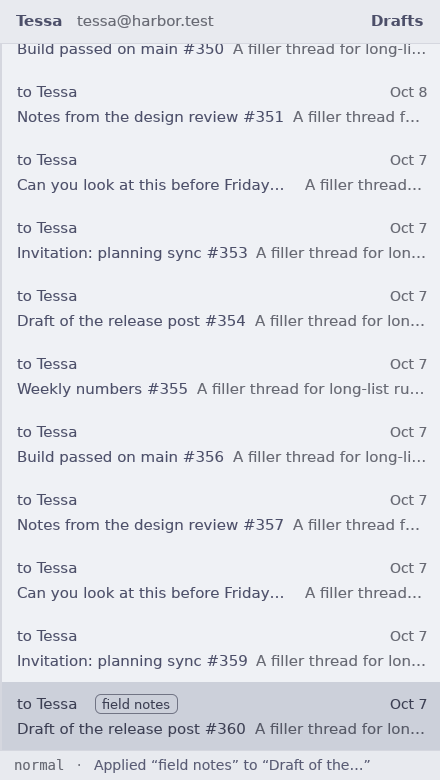 Tessa tessa@harbor.test Drafts
Build passed on main #350 A filler thread for long-li…
to Tessa Oct 8
Notes from the design review #351 A filler thread f…
to Tessa Oct 7
Can you look at this before Friday… A filler thread…
to Tessa Oct 7
Invitation: planning sync #353 A filler thread for lon…
to Tessa Oct 7
Draft of the release post #354 A filler thread for lon…
to Tessa Oct 7
Weekly numbers #355 A filler thread for long-list ru…
to Tessa Oct 7
Build passed on main #356 A filler thread for long-li…
to Tessa Oct 7
Notes from the design review #357 A filler thread f…
to Tessa Oct 7
Can you look at this before Friday… A filler thread…
to Tessa Oct 7
Invitation: planning sync #359 A filler thread for lon…
to Tessa field notes Oct 7
Draft of the release post #360 A filler thread for lon…
normal · Applied “field notes” to “Draft of the…”